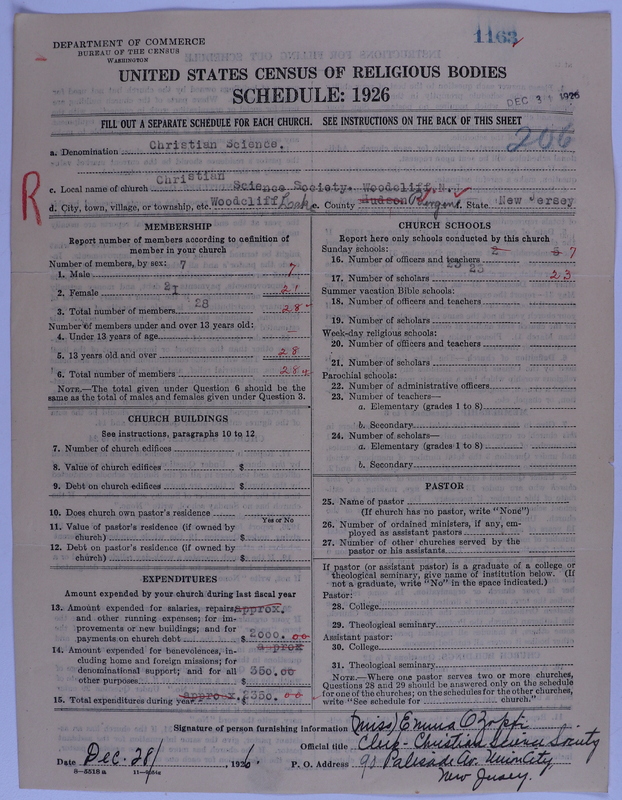 DEPARTMENT OF COMMERCE
BUREAU OF THE CENSUS
WASHINGTON
1163
UNITED STATES CENSUS OF RELIGIOUS BODIES
SCHEDULE: 1926
DEC 31 1926
FILL OUT A SEPARATE SCHEDULE FOR EACH CHURCH. SEE INSTRUCTIONS ON THE BACK OF THIS SHEET
206
a. Denomination Christian Science.
R
c. Local name of church Christian Science Society. Woodcliff, N. J.
d. City, town, village, or township, etc. Woodcliff Lake e. County Hudson Bergen f. State New Jersey
MEMBERSHIP
Report number of members according to definition of
member in your church
Number of members, by sex:
1. Male 7 7
2. Female 21 21
3. Total number of members 28 28
Number of members under and over 13 years old:
4. Under 13 years of age
5. 13 years old and over 28
6. Total number of members 28
NOTE.—The total given under Question 6 should be the
same as the total of males and females given under Question 3.
CHURCH BUILDINGS
See instructions, paragraphs 10 to 12
7. Number of church edifices
8. Value of church edifices $
9. Debt on church edifices $
10. Does church own pastor's residence
Yes or No
11. Value of pastor's residence (if owned by
church) $
12. Debt on pastor's residence (if owned by
church) $
EXPENDITURES
Amount expended by your church during last fiscal year
13. Amount expended for salaries, repairs, approx.
and other running expenses; for im-
provements or new buildings; and for
payments on church debt $ 2000. 00
14. Amount expended for benevolences, in- approx
cluding home and foreign missions; for
denominational support; and for all
other purposes $ 350.00
15. Total expenditures during year Approx. $ 2350. 00
CHURCH SCHOOLS
Report here only schools conducted by this church
Sunday schools:
16. Number of officers and teachers 2 7
17. Number of scholars 23 23 23
Summer vacation Bible schools:
18. Number of officers and teachers
19. Number of scholars
Week-day religious schools:
20. Number of officers and teachers
21. Number of scholars
Parochial schools:
22. Number of administrative officers
23. Number of teachers—
a. Elementary (grades 1 to 8)
b. Secondary
24. Number of scholars—
a. Elementary (grades 1 to 8)
b. Secondary
PASTOR
25. Name of pastor
(If church has no pastor, write "None")
26. Number of ordained ministers, if any, em-
ployed as assistant pastors
27. Number of other churches served by the
pastor or his assistants
If pastor (or assistant pastor) is a graduate of a college or
theological seminary, give name of institution below. (If
not a graduate, write "No" in the space indicated.)
Pastor:
28. College
29. Theological seminary
Assistant pastor:
30. College
31. Theological seminary
NOTE.—Where one pastor serves two or more churches,
Questions 28 and 29 should be answered only on the schedule
for one of the churches; on the schedules for the other churches,
write "See schedule for church."
Signature of person furnishing information (Miss) Emma
Official title Clerk - Christian Science Society
Date Dec. 28/ 1926. P. O. Address 90 Palisade Av. Union City,
New Jersey.
8-5518 a